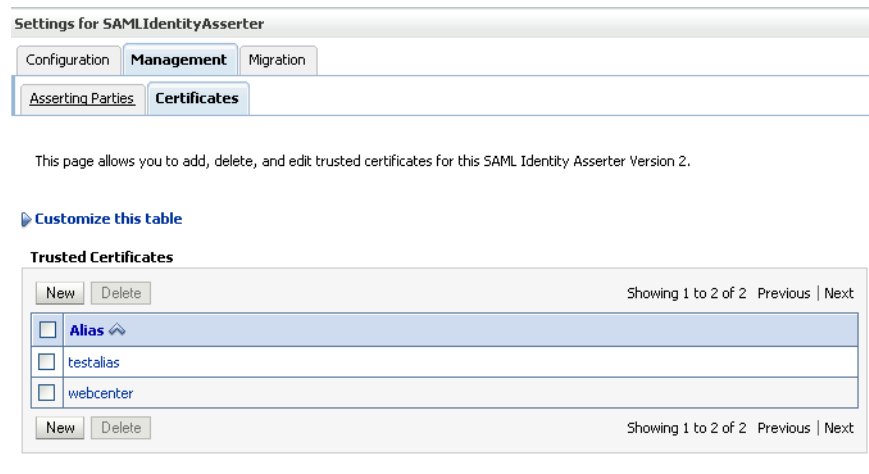 Settings for SAMLIdentityAsserter
Configuration Management Migration
Asserting Parties Certificates
This page allows you to add, delete, and edit trusted certificates for this SAML Identity Asserter Version 2.
Customize this table
Trusted Certificates
New Delete Showing 1 to 2 of 2 Previous | Next
Alias
testalias
webcenter
New Delete Showing 1 to 2 of 2 Previous | Next